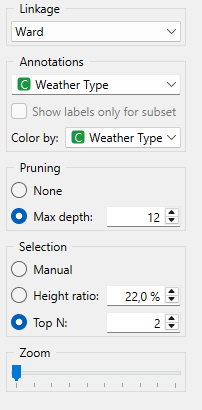 Linkage
Ward
Annotations
C Weather Type
Show labels only for subset
Color by: C Weather Type
Pruning
None
Max depth: 12
Selection
Manual
Height ratio: 22,0 %
Top N: 2
Zoom